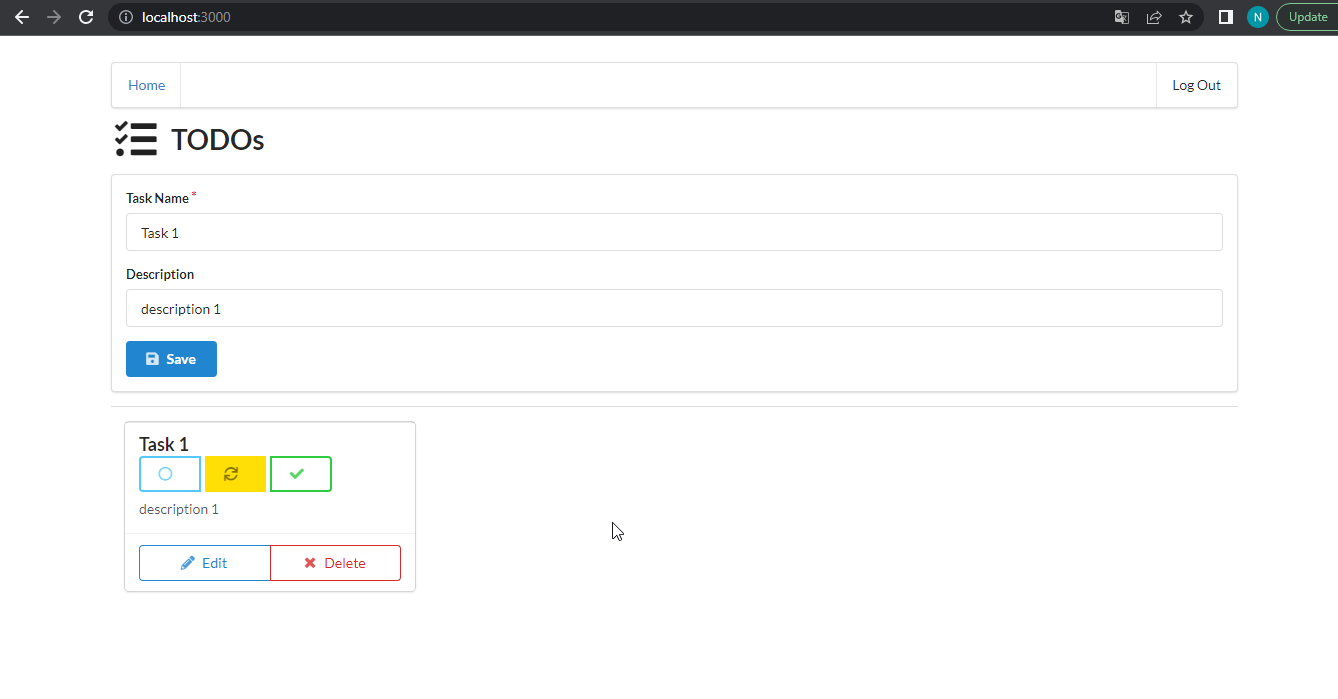 localhost:3000
N
Update
Home
Log Out
TODOs
Task Name*
Task 1
Description
description 1
Save
Task 1
description 1
Edit
Delete